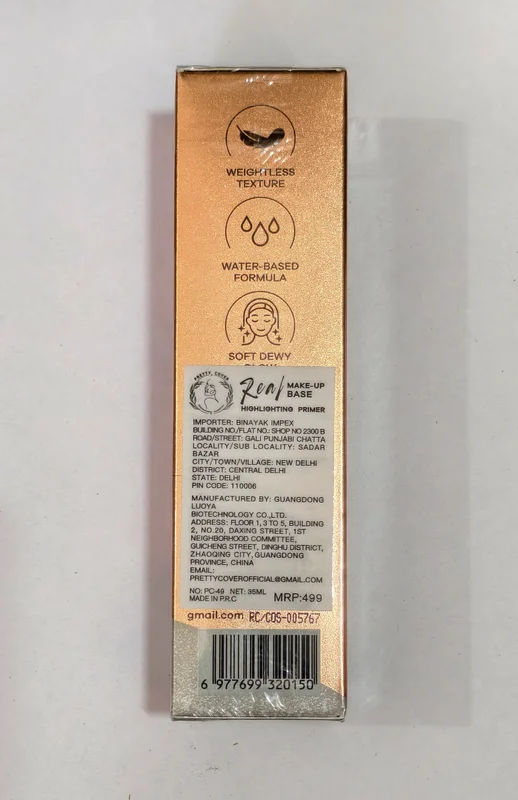 WEIGHTLESS
TEXTURE
WATER-BASED
FORMULA
SOFT DEWY
PRETTY. COVER
Real MAKE-UP
BASE
HIGHLIGHTING PRIMER
IMPORTER: BINAYAK IMPEX
BUILDING NO./FLAT NO.: SHOP NO 2300 B
ROAD/STREET: GALI PUNJABI CHATTA
LOCALITY/SUB LOCALITY: SADAR
BAZAR
CITY/TOWN/VILLAGE: NEW DELHI
DISTRICT: CENTRAL DELHI
STATE: DELHI
PIN CODE: 110006
MANUFACTURED BY: GUANGDONG
LUOYA
BIOTECHNOLOGY CO.,LTD.
ADDRESS: FLOOR 1, 3 TO 5, BUILDING
2, NO.20, DAXING STREET, 1ST
NEIGHBORHOOD COMMITTEE,
GUICHENG STREET, DINGHU DISTRICT,
ZHAOQING CITY, GUANGDONG
PROVINCE, CHINA
EMAIL:
PRETTYCOVEROFFICIAL@GMAIL.COM
NO: PC-49 NET: 35ML
MADE IN P.R.C MRP:499
gmail.com RC/COS-005767
6 977699 320150